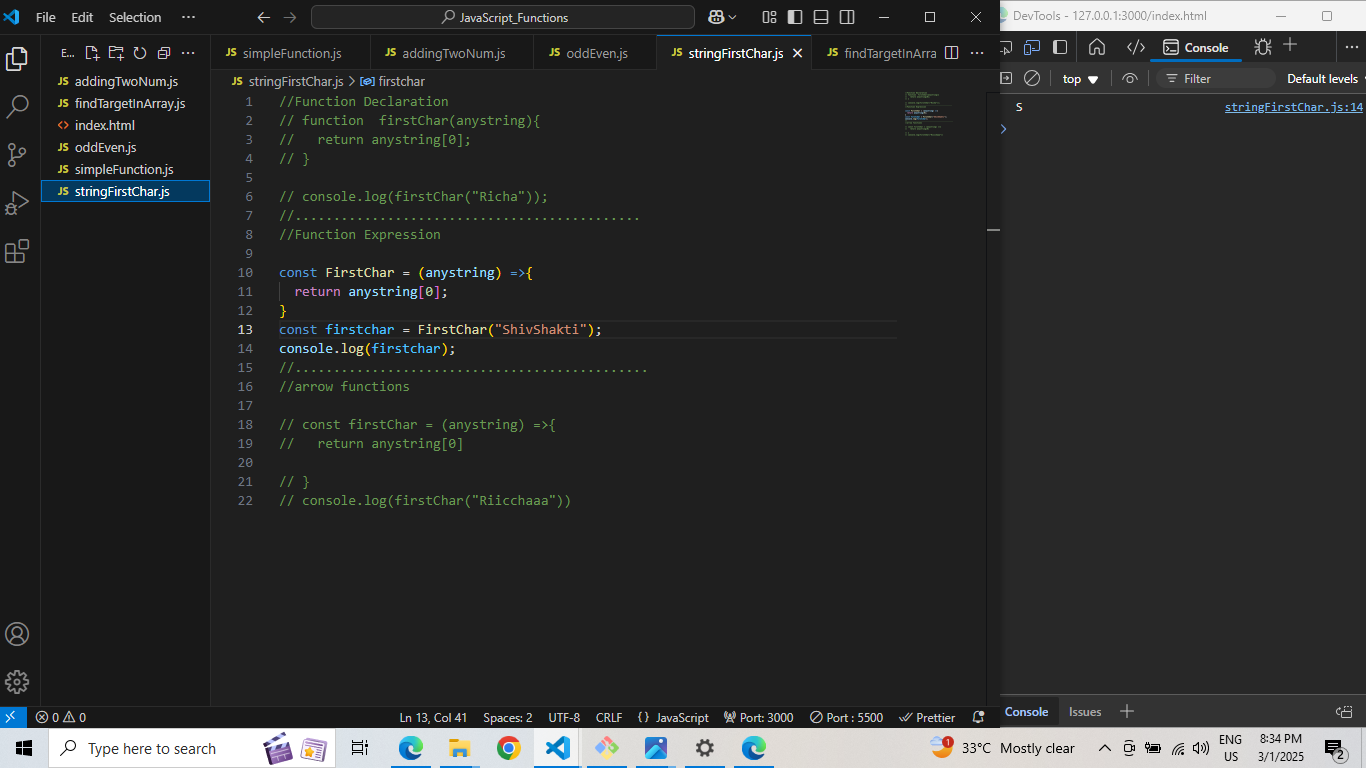 File Edit Selection ··· JavaScript_Functions
DevTools - 127.0.0.1:3000/index.html
E... ···
addingTwoNum.js
findTargetInArray.js
index.html
oddEven.js
simpleFunction.js
stringFirstChar.js
JS simpleFunction.js JS addingTwoNum.js JS oddEven.js JS stringFirstChar.js JS findTargetInArra ···
JS stringFirstChar.js > firstchar
1 //Function Declaration
2 // function  firstChar(anystring){
3 //   return anystring[0];
4 // }
5
6 // console.log(firstChar("Richa"));
7 //.............................................
8 //Function Expression
9
10 const FirstChar = (anystring) =>{
11   return anystring[0];
12 }
13 const firstchar = FirstChar("ShivShakti");
14 console.log(firstchar);
15 //..............................................
16 //arrow functions
17
18 // const firstChar = (anystring) =>{
19 //   return anystring[0]
20
21 // }
22 // console.log(firstChar("Riicchaaa"))
Console
top Filter Default levels
S stringFirstChar.js:14
Console Issues
0 0 Ln 13, Col 41 Spaces: 2 UTF-8 CRLF {} JavaScript Port: 3000 Port : 5500 Prettier
Type here to search
33°C Mostly clear
ENG
US
8:34 PM
3/1/2025
2